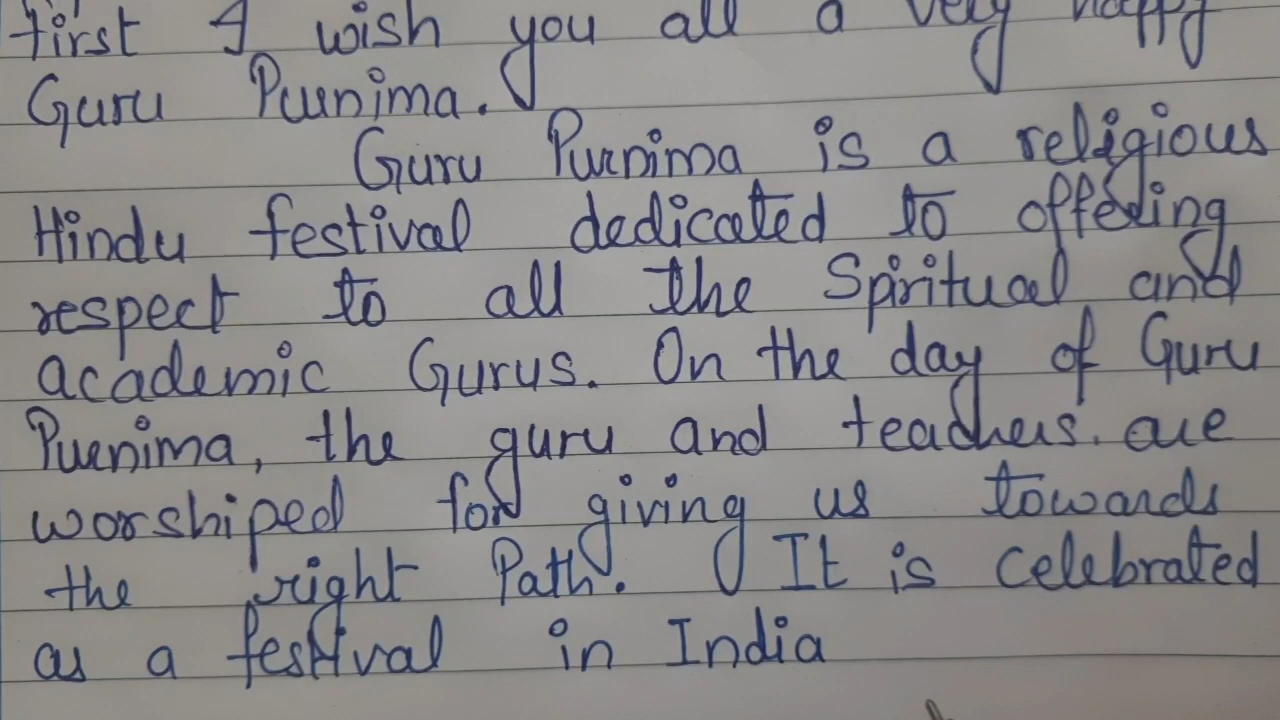 first I wish you all a very happy
Guru Purnima.
Guru Purnima is a religious
Hindu festival dedicated to offering
respect to all the Spiritual and
academic Gurus. On the day of Guru
Purnima, the guru and teachers. are
worshiped for giving us towards
the right Path. It is celebrated
as a festival in India